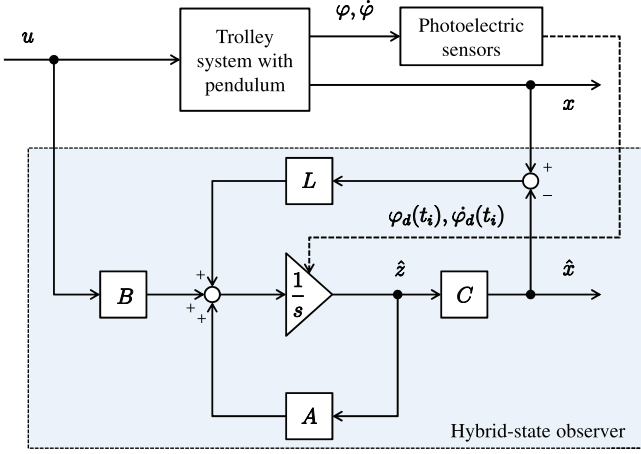 u
Trolley
system with
pendulum
φ, φ̇
Photoelectric
sensors
x
+
−
L
φ_d(t_i), φ̇_d(t_i)
B
+
+
+
1
s
ẑ
C
x̂
A
Hybrid-state observer